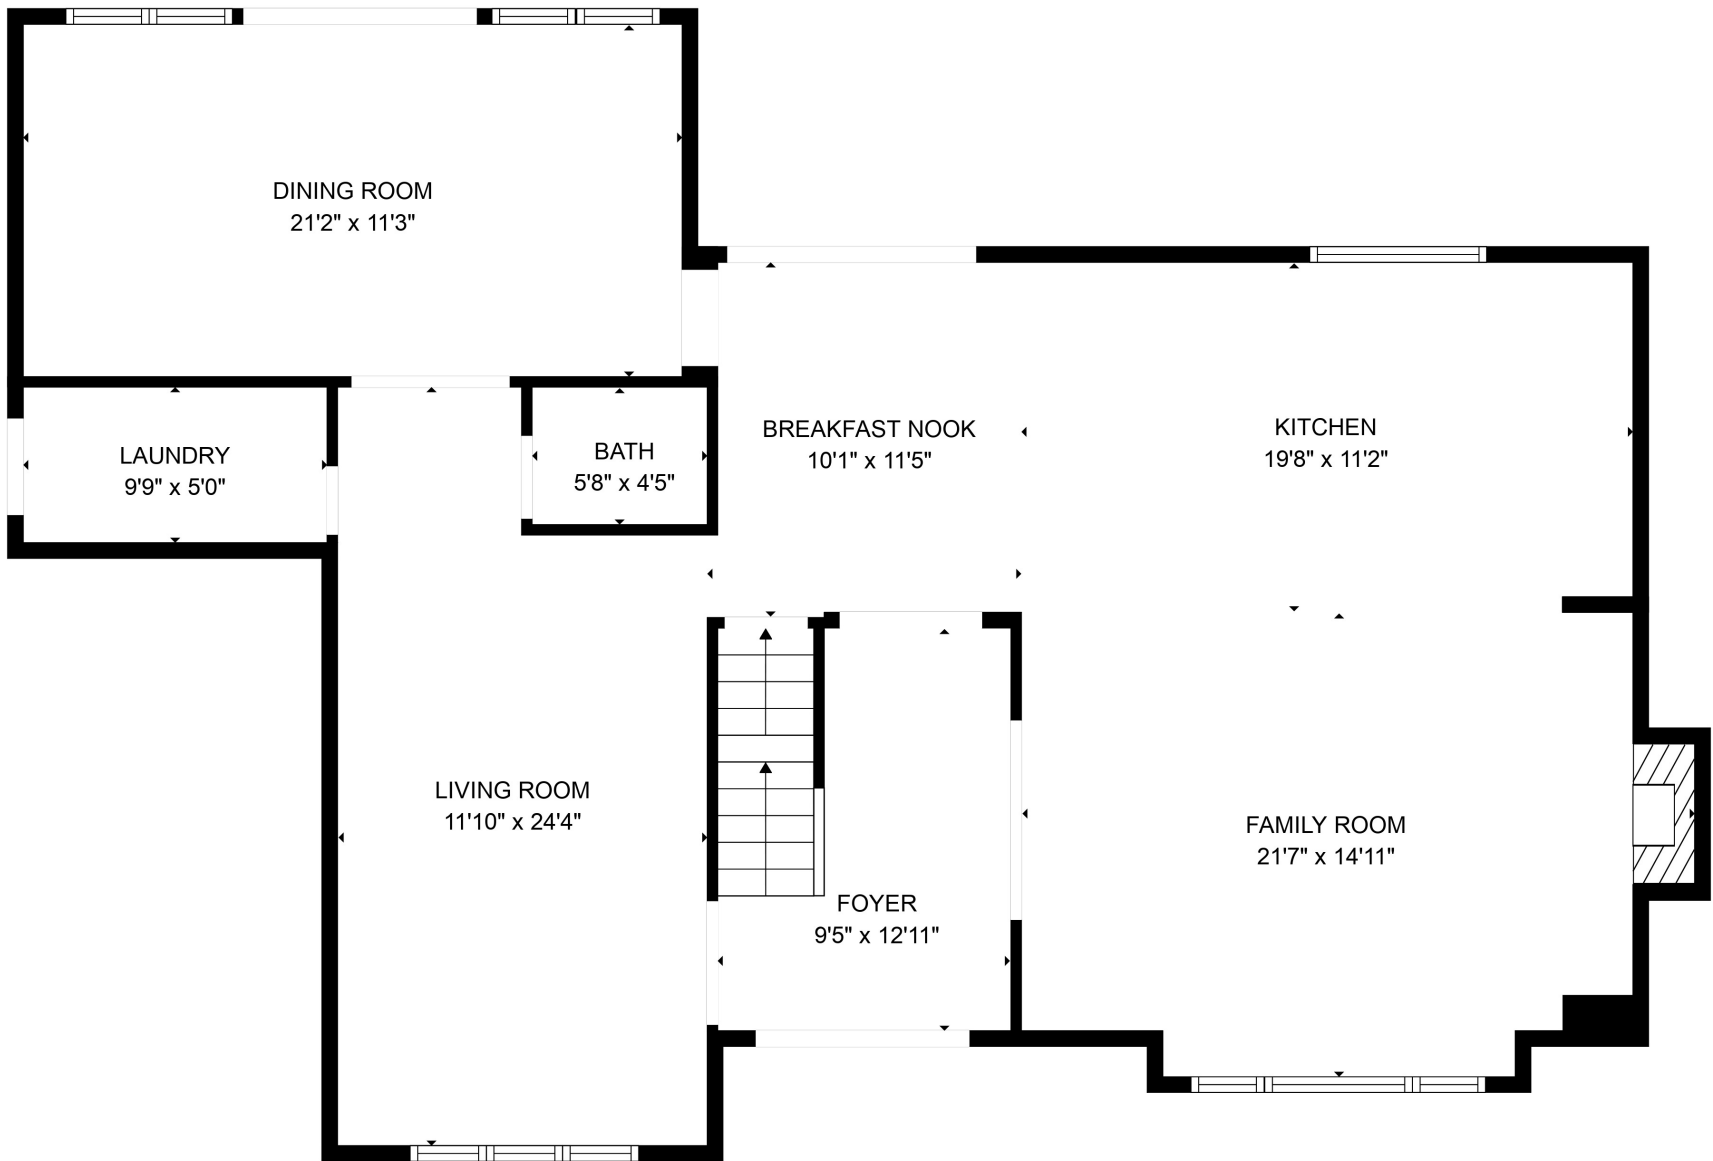 DINING ROOM
21'2" x 11'3"
LAUNDRY
9'9" x 5'0"
BATH
5'8" x 4'5"
BREAKFAST NOOK
10'1" x 11'5"
KITCHEN
19'8" x 11'2"
LIVING ROOM
11'10" x 24'4"
FOYER
9'5" x 12'11"
FAMILY ROOM
21'7" x 14'11"